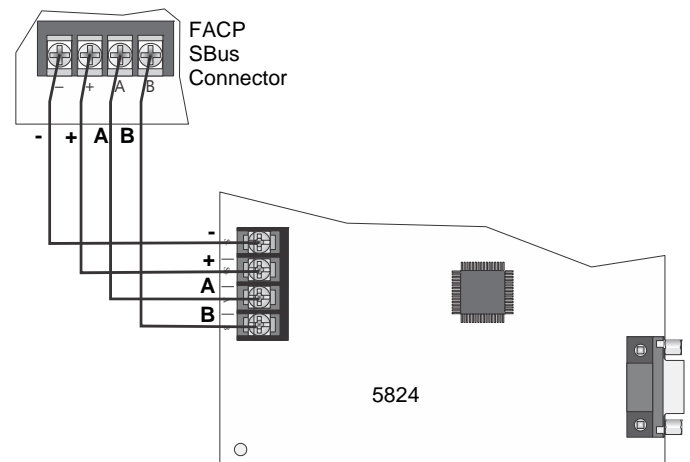 FACP
SBus
Connector
– + A B
- + A B
-
+
A
B
5824